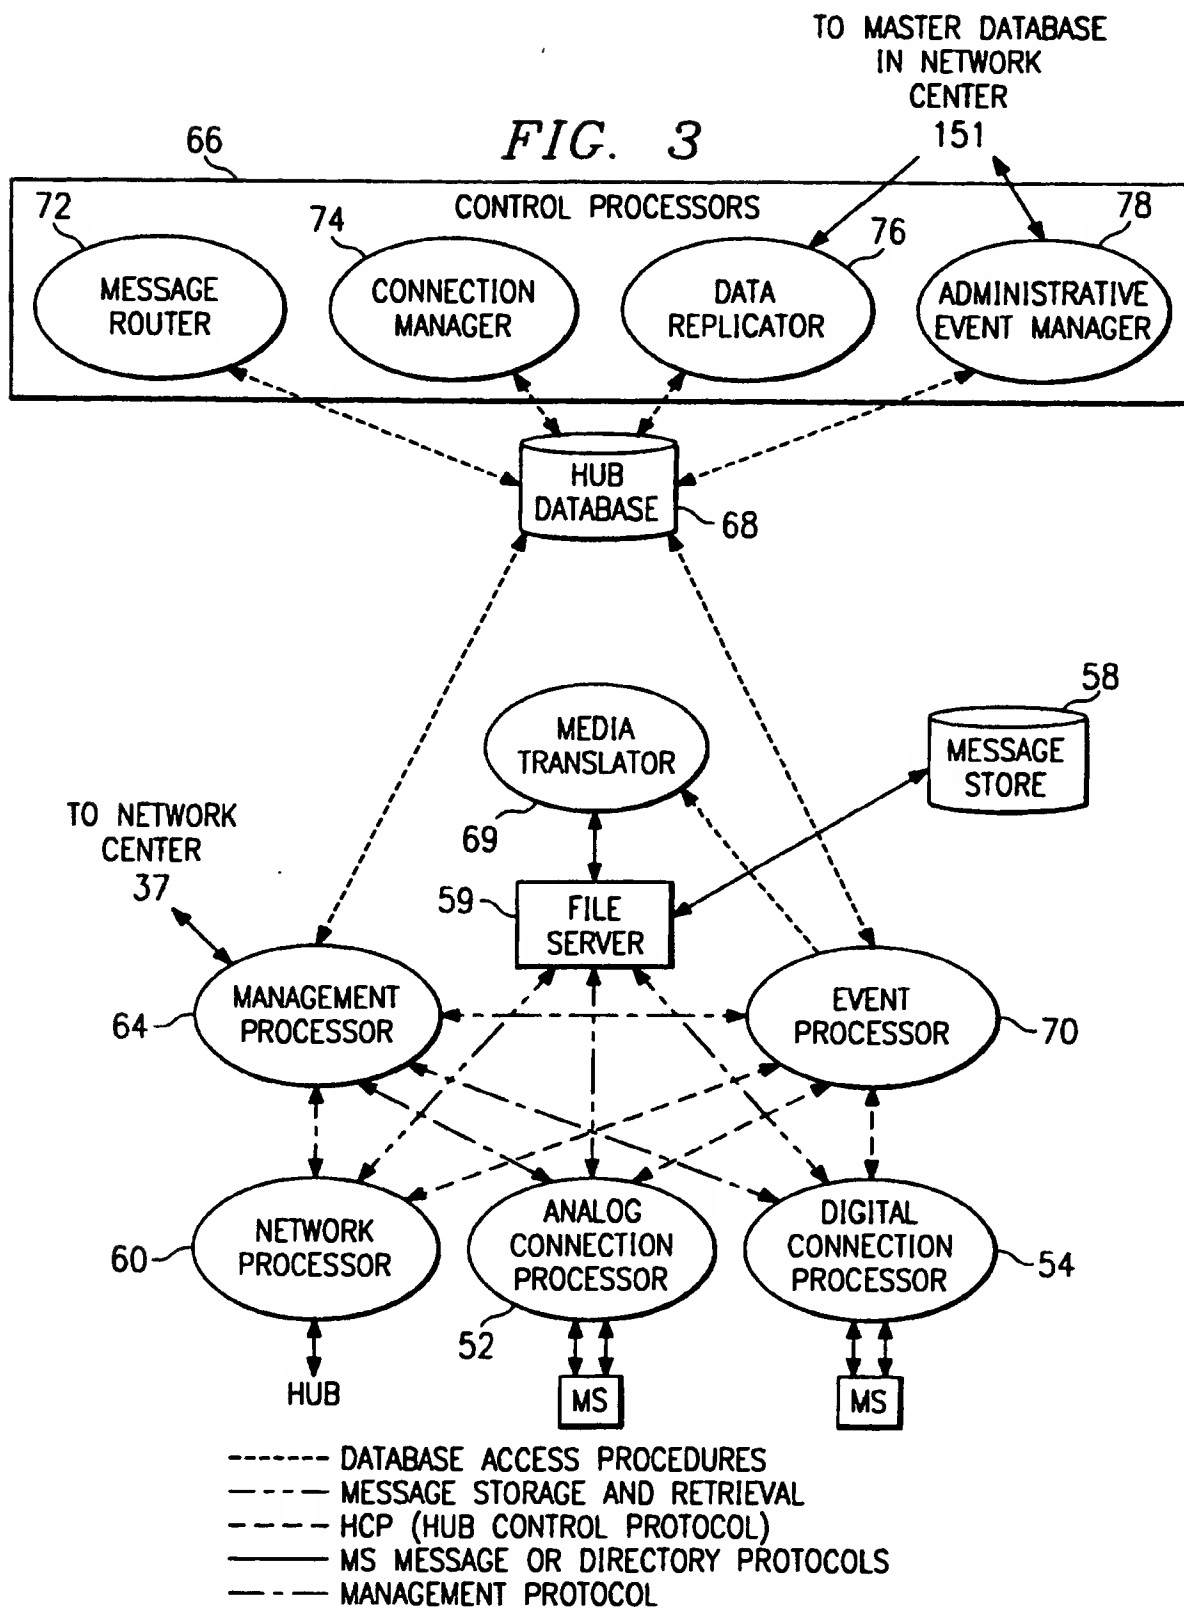 TO MASTER DATABASE
IN NETWORK
CENTER
151
FIG. 3
66
CONTROL PROCESSORS
72
74
76
78
MESSAGE
ROUTER
CONNECTION
MANAGER
DATA
REPLICATOR
ADMINISTRATIVE
EVENT MANAGER
HUB
DATABASE
68
MEDIA
TRANSLATOR
69
58
MESSAGE
STORE
TO NETWORK
CENTER
37
59
FILE
SERVER
MANAGEMENT
PROCESSOR
64
EVENT
PROCESSOR
70
NETWORK
PROCESSOR
60
ANALOG
CONNECTION
PROCESSOR
52
DIGITAL
CONNECTION
PROCESSOR
54
HUB
MS
MS
DATABASE ACCESS PROCEDURES
MESSAGE STORAGE AND RETRIEVAL
HCP (HUB CONTROL PROTOCOL)
MS MESSAGE OR DIRECTORY PROTOCOLS
MANAGEMENT PROTOCOL